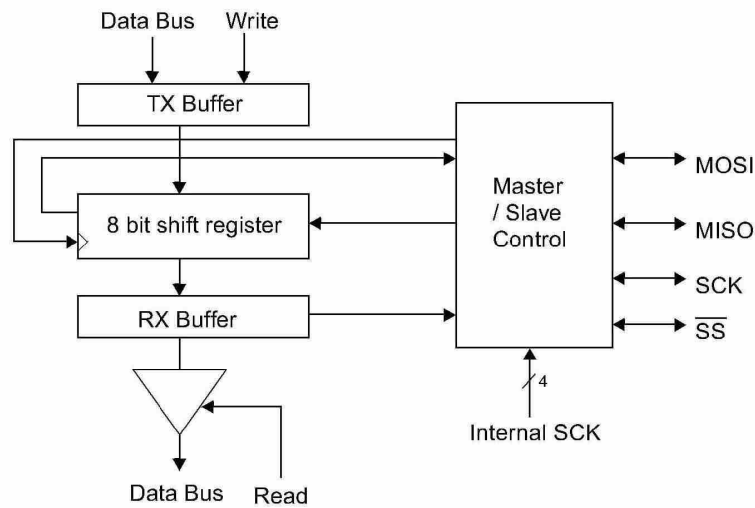 Data Bus Write
TX Buffer
8 bit shift register
RX Buffer
Data Bus Read
Master
/ Slave
Control
MOSI
MISO
SCK
S̅S̅
4
Internal SCK